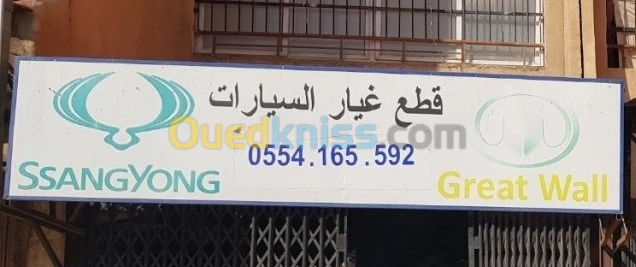 قطع غيار السيارات
Ouedkniss.com
0554.165.592
SSANGYONG
Great Wall